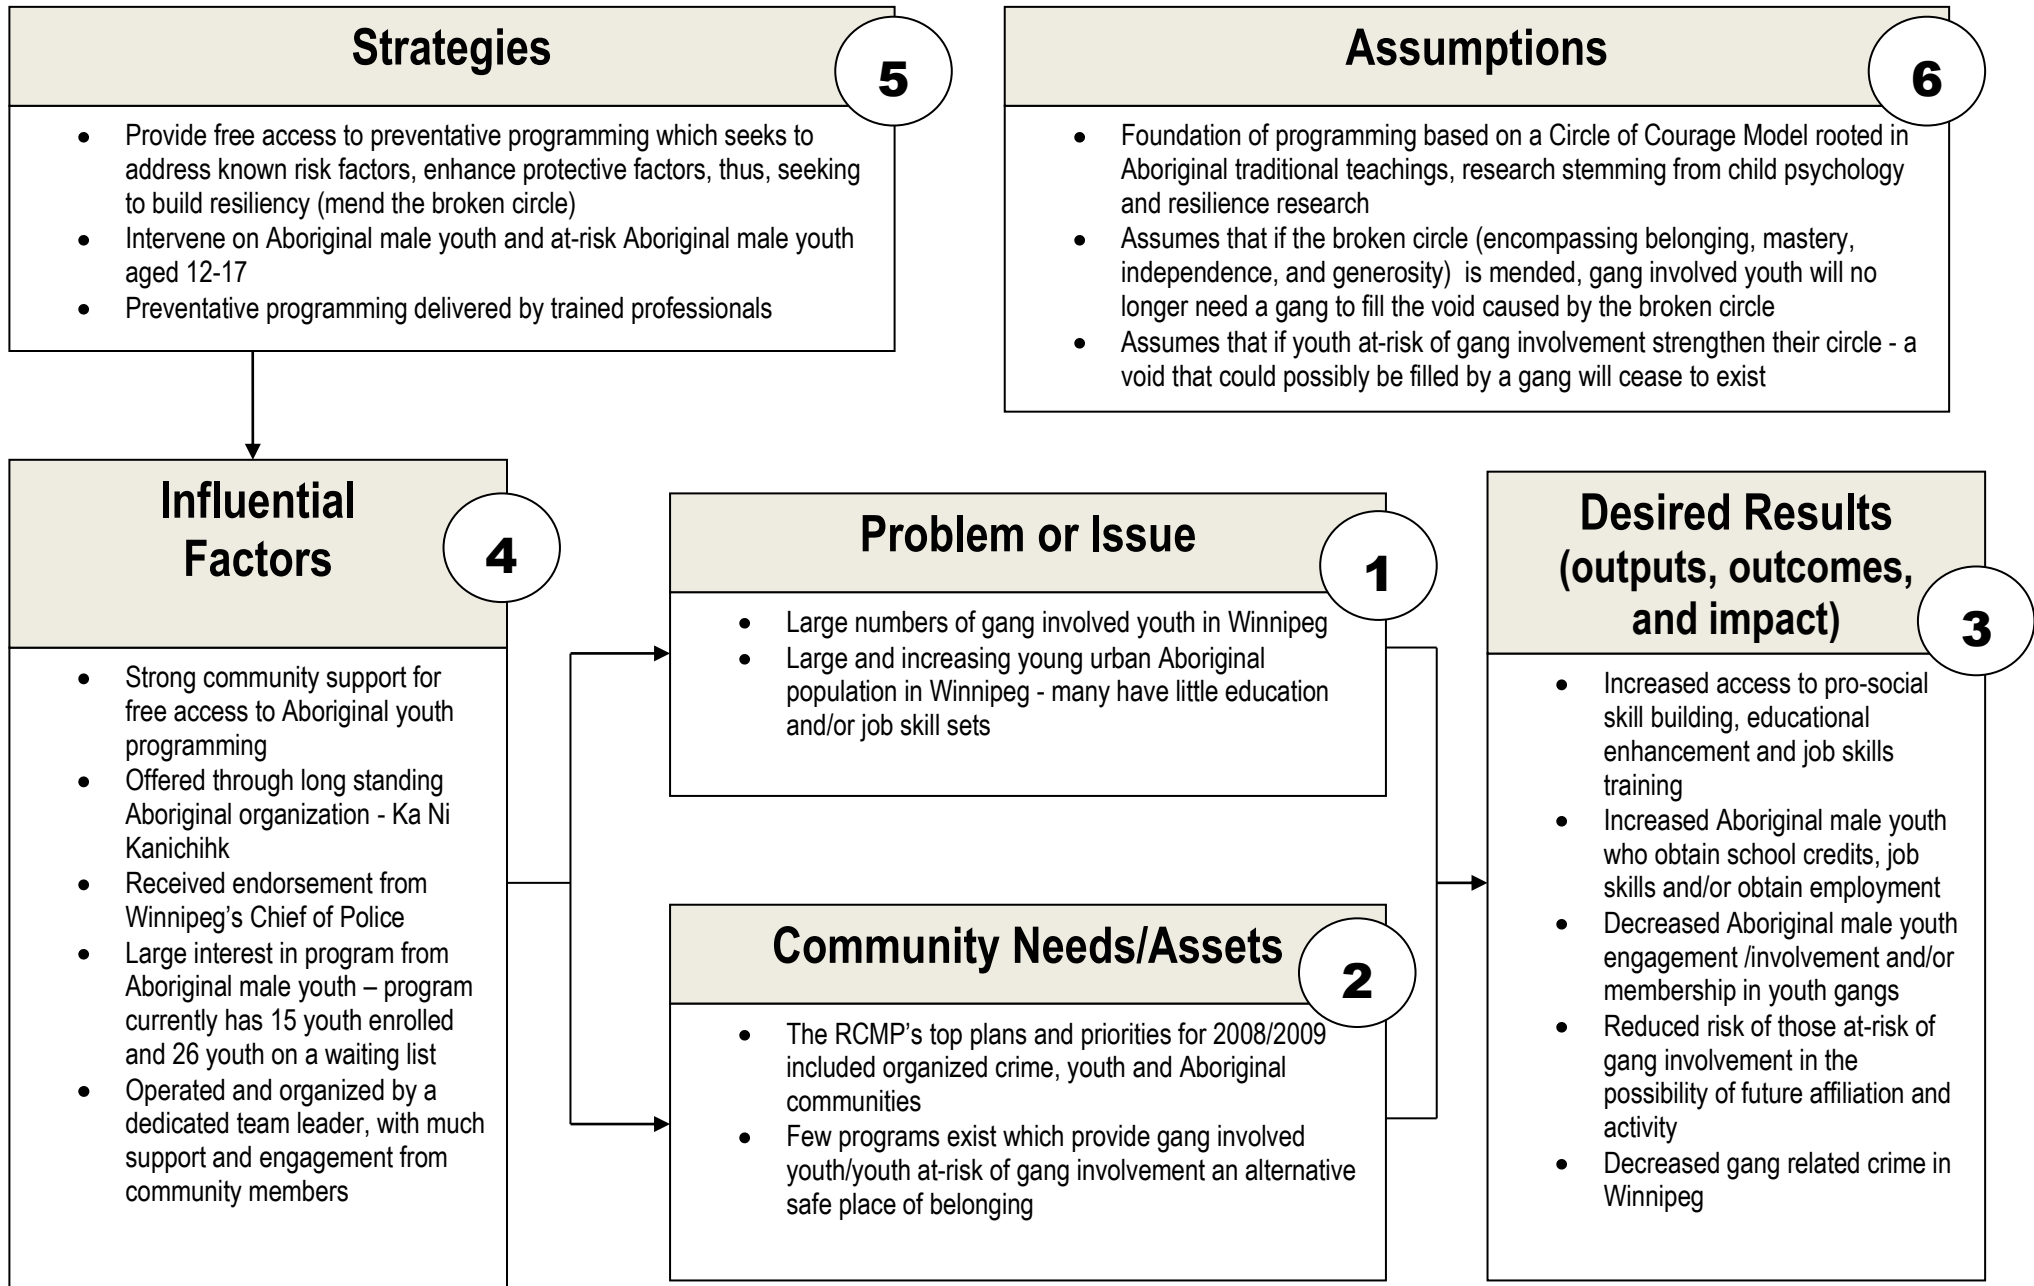 Strategies
5
• Provide free access to preventative programming which seeks to
address known risk factors, enhance protective factors, thus, seeking
to build resiliency (mend the broken circle)
• Intervene on Aboriginal male youth and at-risk Aboriginal male youth
aged 12-17
• Preventative programming delivered by trained professionals
Assumptions
6
• Foundation of programming based on a Circle of Courage Model rooted in
Aboriginal traditional teachings, research stemming from child psychology
and resilience research
• Assumes that if the broken circle (encompassing belonging, mastery,
independence, and generosity) is mended, gang involved youth will no
longer need a gang to fill the void caused by the broken circle
• Assumes that if youth at-risk of gang involvement strengthen their circle - a
void that could possibly be filled by a gang will cease to exist
Influential
Factors
4
• Strong community support for
free access to Aboriginal youth
programming
• Offered through long standing
Aboriginal organization - Ka Ni
Kanichihk
• Received endorsement from
Winnipeg’s Chief of Police
• Large interest in program from
Aboriginal male youth – program
currently has 15 youth enrolled
and 26 youth on a waiting list
• Operated and organized by a
dedicated team leader, with much
support and engagement from
community members
Problem or Issue
1
• Large numbers of gang involved youth in Winnipeg
• Large and increasing young urban Aboriginal
population in Winnipeg - many have little education
and/or job skill sets
Community Needs/Assets
2
• The RCMP’s top plans and priorities for 2008/2009
included organized crime, youth and Aboriginal
communities
• Few programs exist which provide gang involved
youth/youth at-risk of gang involvement an alternative
safe place of belonging
Desired Results
(outputs, outcomes,
and impact)
3
• Increased access to pro-social
skill building, educational
enhancement and job skills
training
• Increased Aboriginal male youth
who obtain school credits, job
skills and/or obtain employment
• Decreased Aboriginal male youth
engagement /involvement and/or
membership in youth gangs
• Reduced risk of those at-risk of
gang involvement in the
possibility of future affiliation and
activity
• Decreased gang related crime in
Winnipeg